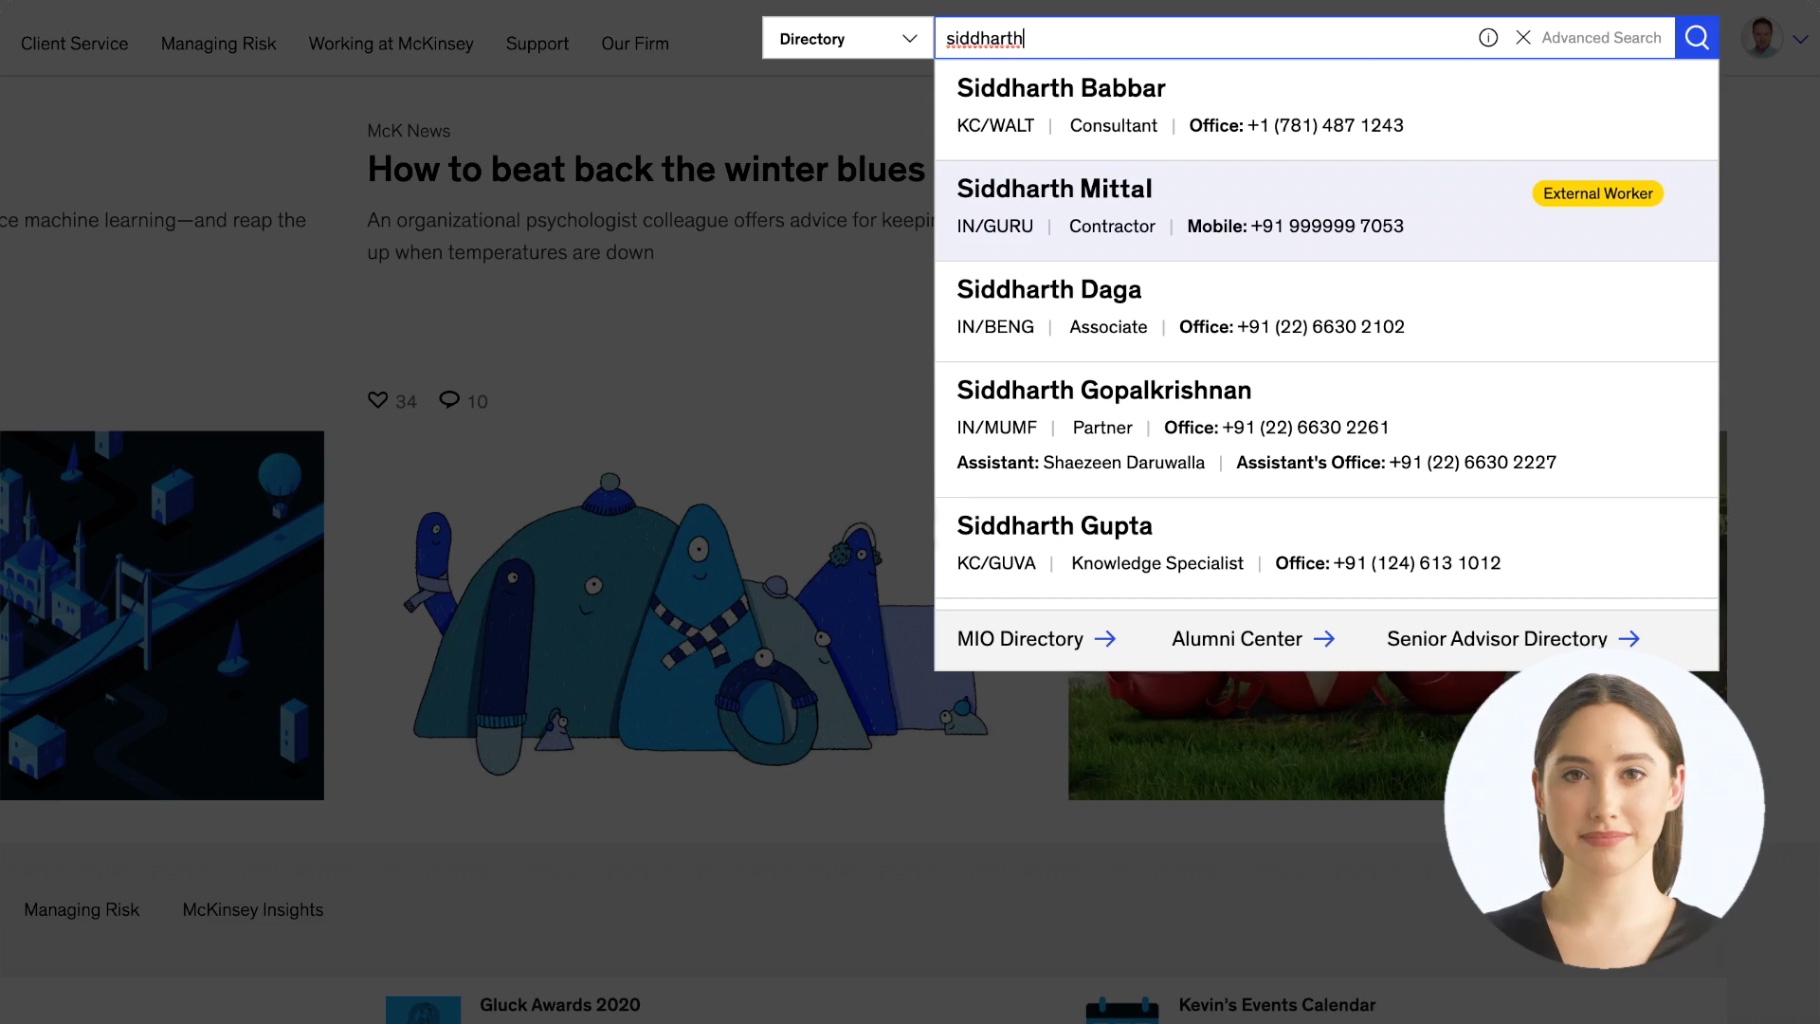 Client Service Managing Risk Working at McKinsey Support Our Firm
Directory siddharth Advanced Search
Siddharth Babbar
KC/WALT | Consultant | Office: +1 (781) 487 1243
Siddharth Mittal
External Worker
IN/GURU | Contractor | Mobile: +91 999999 7053
Siddharth Daga
IN/BENG | Associate | Office: +91 (22) 6630 2102
Siddharth Gopalkrishnan
IN/MUMF | Partner | Office: +91 (22) 6630 2261
Assistant: Shaezeen Daruwalla | Assistant's Office: +91 (22) 6630 2227
Siddharth Gupta
KC/GUVA | Knowledge Specialist | Office: +91 (124) 613 1012
MIO Directory → Alumni Center → Senior Advisor Directory →
McK News
How to beat back the winter blues
ce machine learning—and reap the
An organizational psychologist colleague offers advice for keepi
up when temperatures are down
34 10
Managing Risk McKinsey Insights
Gluck Awards 2020
Kevin's Events Calendar